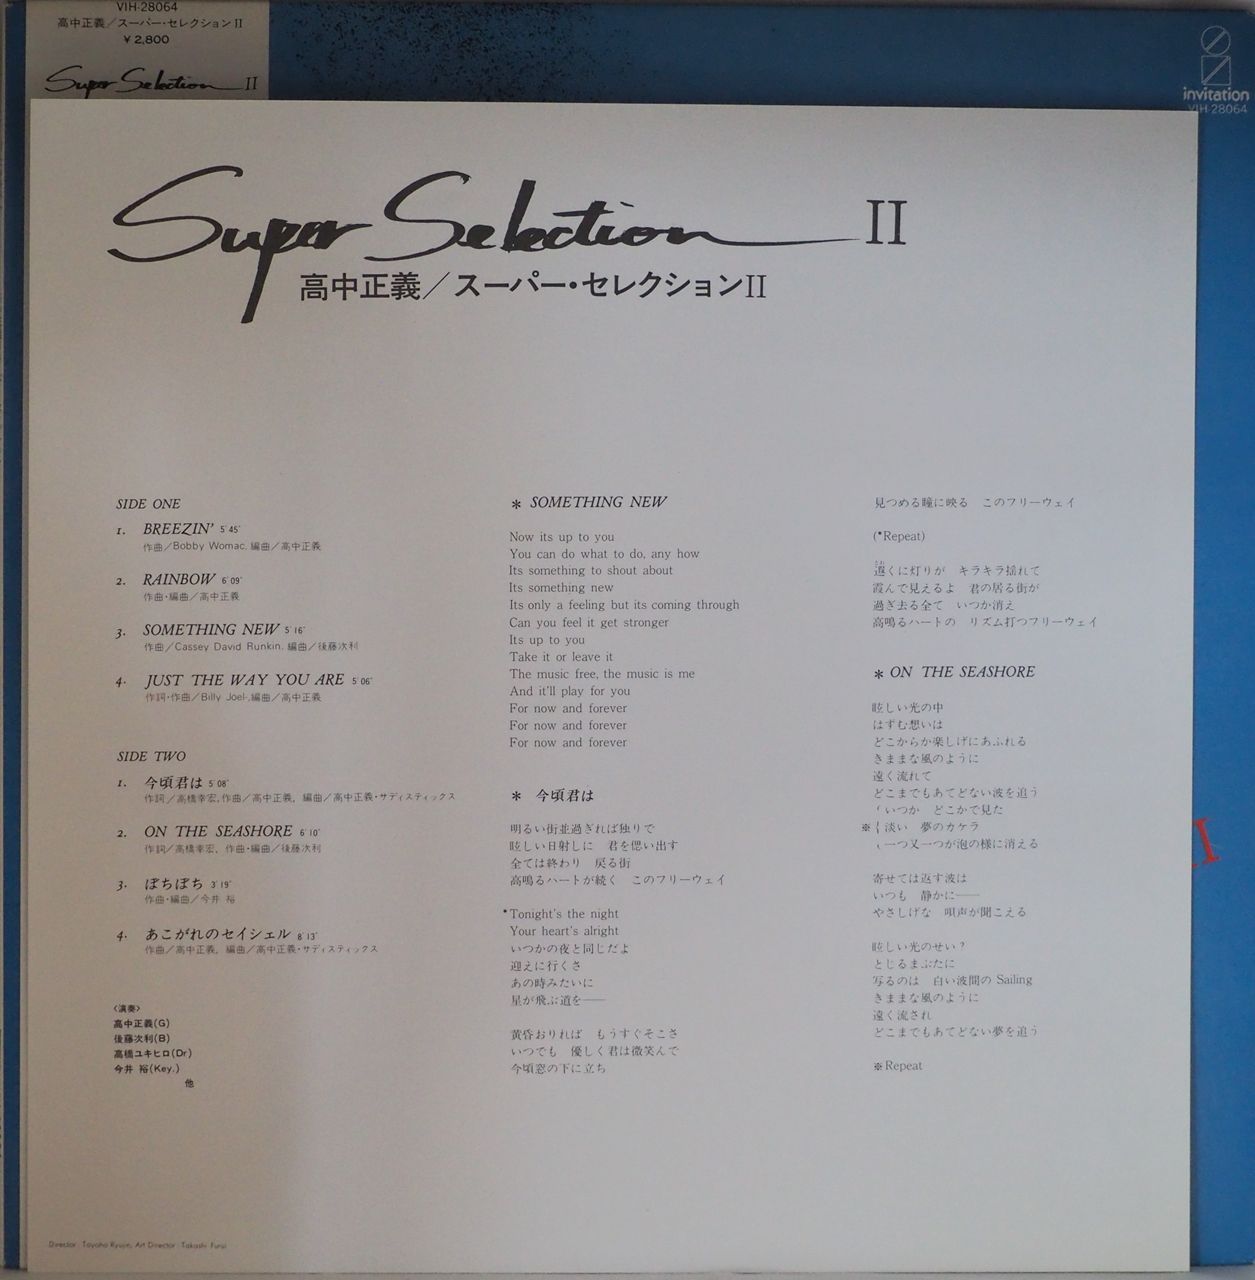 VIH-28064
高中正義／スーパー・セレクションII
¥2,800
Super Selection II
invitation
VIH-28064
Super Selection II
高中正義／スーパー・セレクションII
SIDE ONE
1. BREEZIN' 5'45"
作曲／Bobby Womac. 編曲／高中正義
2. RAINBOW 6'09"
作曲・編曲／高中正義
3. SOMETHING NEW 5'16"
作曲／Cassey David Runkin. 編曲／後藤次利
4. JUST THE WAY YOU ARE 5'06"
作詞・作曲／Billy Joel. 編曲／高中正義
SIDE TWO
1. 今頃君は 5'08"
作詞／高橋幸宏, 作曲／高中正義, 編曲／高中正義・サディスティックス
2. ON THE SEASHORE 6'10"
作詞／高橋幸宏, 作曲・編曲／後藤次利
3. ぼちぼち 3'19"
作曲・編曲／今井 裕
4. あこがれのセイシェル 8'13"
作曲／高中正義, 編曲／高中正義・サディスティックス
〈演奏〉
高中正義(G)
後藤次利(B)
高橋ユキヒロ(Dr)
今井 裕(Key.)
他
* SOMETHING NEW
Now its up to you
You can do what to do, any how
Its something to shout about
Its something new
Its only a feeling but its coming through
Can you feel it get stronger
Its up to you
Take it or leave it
The music free, the music is me
And it'll play for you
For now and forever
For now and forever
For now and forever
* 今頃君は
明るい街並過ぎれば独りで
眩しい日射しに 君を偲い出す
全ては終わり 戻る街
高鳴るハートが続く このフリーウェイ
*Tonight's the night
Your heart's alright
いつかの夜と同じだよ
迎えに行くさ
あの時みたいに
星が飛ぶ道を——
黄昏おりれば もうすぐそこさ
いつでも 優しく君は微笑んで
今頃窓の下に立ち
見つめる瞳に映る このフリーウェイ
(*Repeat)
遠くに灯りが キラキラ揺れて
霞んで見えるよ 君の居る街が
過ぎ去る全て いつか消え
高鳴るハートの リズム打つフリーウェイ
* ON THE SEASHORE
眩しい光の中
はずむ想いは
どこからか楽しげにあふれる
きままな風のように
遠く流れて
どこまでもあてどない波を追う
いつか どこかで見た
※ 淡い 夢のカケラ
一つ又一つが泡の様に消える
寄せては返す波は
いつも 静かに——
やさしげな 唄声が聞こえる
眩しい光のせい？
とじるまぶたに
写るのは 白い波間の Sailing
きままな風のように
遠く流され
どこまでもあてどない夢を追う
※Repeat
Director: Toyoho Ryujin, Art Director: Takashi Furui
II